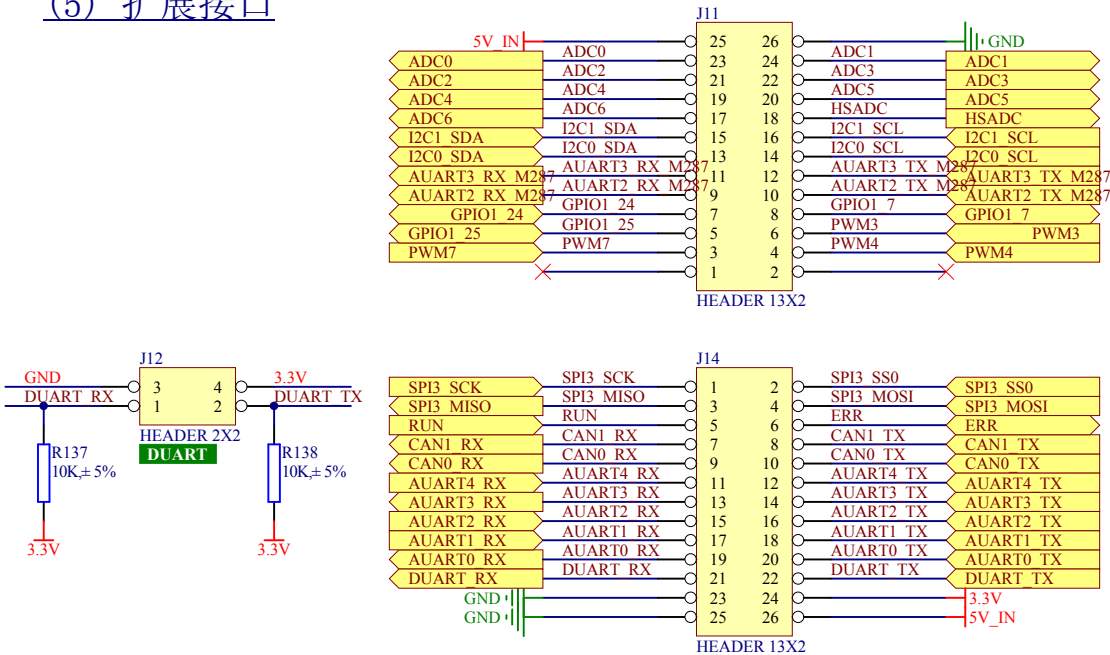 (5) 扩展接口
J11
5V_IN 25 26 GND
ADC0 ADC0 23 24 ADC1 ADC1
ADC2 ADC2 21 22 ADC3 ADC3
ADC4 ADC4 19 20 ADC5 ADC5
ADC6 ADC6 17 18 HSADC HSADC
I2C1_SDA I2C1_SDA 15 16 I2C1_SCL I2C1_SCL
I2C0_SDA I2C0_SDA 13 14 I2C0_SCL I2C0_SCL
AUART3_RX_M287 AUART3_RX_M287 11 12 AUART3_TX_M287 AUART3_TX_M287
AUART2_RX_M287 AUART2_RX_M287 9 10 AUART2_TX_M287 AUART2_TX_M287
GPIO1_24 GPIO1_24 7 8 GPIO1_7 GPIO1_7
GPIO1_25 GPIO1_25 5 6 PWM3 PWM3
PWM7 PWM7 3 4 PWM4 PWM4
1 2
HEADER 13X2
J12
GND 3 4 3.3V
DUART_RX 1 2 DUART_TX
HEADER 2X2
DUART
R137
10K,±5%
3.3V
R138
10K,±5%
3.3V
J14
SPI3_SCK SPI3_SCK 1 2 SPI3_SS0 SPI3_SS0
SPI3_MISO SPI3_MISO 3 4 SPI3_MOSI SPI3_MOSI
RUN RUN 5 6 ERR ERR
CAN1_RX CAN1_RX 7 8 CAN1_TX CAN1_TX
CAN0_RX CAN0_RX 9 10 CAN0_TX CAN0_TX
AUART4_RX AUART4_RX 11 12 AUART4_TX AUART4_TX
AUART3_RX AUART3_RX 13 14 AUART3_TX AUART3_TX
AUART2_RX AUART2_RX 15 16 AUART2_TX AUART2_TX
AUART1_RX AUART1_RX 17 18 AUART1_TX AUART1_TX
AUART0_RX AUART0_RX 19 20 AUART0_TX AUART0_TX
DUART_RX DUART_RX 21 22 DUART_TX DUART_TX
GND 23 24 3.3V
GND 25 26 5V_IN
HEADER 13X2